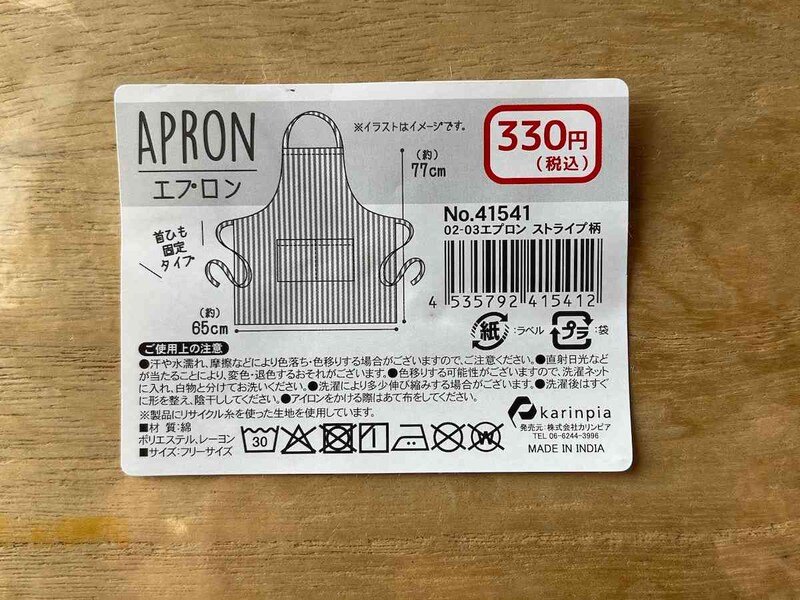 APRON
エプロン
※イラストはイメージです。
330円
(税込)
(約)
77cm
首ひも
固定
タイプ
(約)
65cm
No.41541
02-03エプロン ストライプ柄
4 535792 415412
紙 :ラベル プラ :袋
ご使用上の注意
●汗や水濡れ、摩擦などにより色落ち・色移りする場合がございますので、ご注意ください。●直射日光など
が当たることにより、変色・退色するおそれがございます。●色移りする可能性がございますので、洗濯ネット
に入れ、白物と分けてお洗いください。●洗濯により多少伸び縮みする場合がございます。●洗濯後はすぐ
に形を整え、陰干ししてください。●アイロンをかける際はあて布をしてください。
※製品にリサイクル糸を使った生地を使用しています。
■材 質:綿
ポリエステル、レーヨン
■サイズ:フリーサイズ
30
W
karinpia
発売元:株式会社カリンピア
TEL 06-6244-3996
MADE IN INDIA